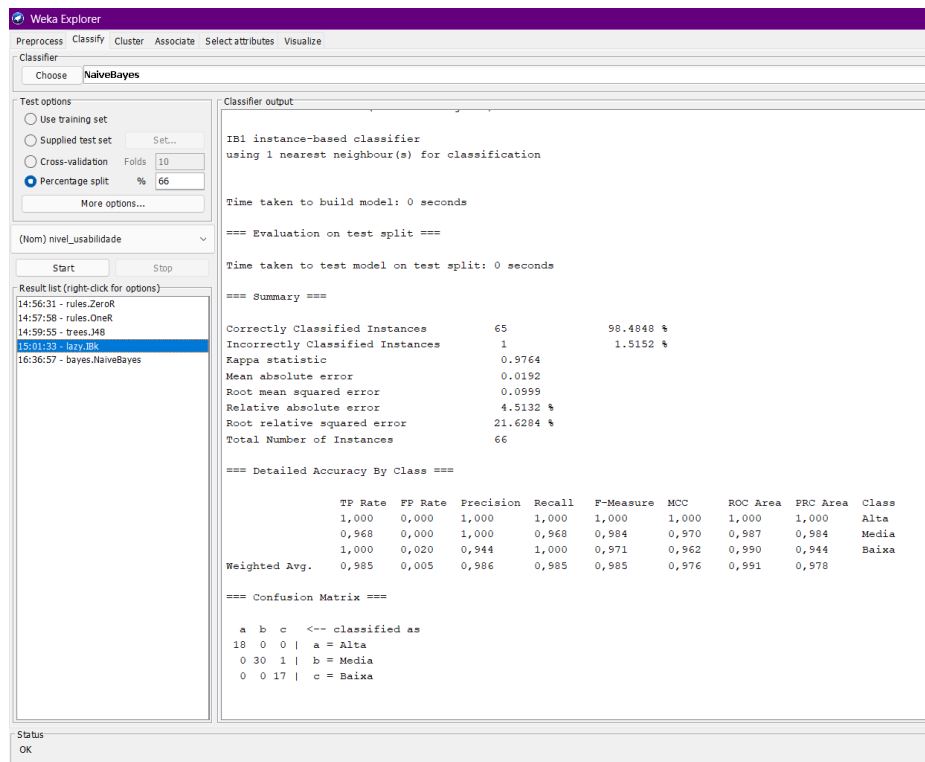 Weka Explorer
Preprocess Classify Cluster Associate Select attributes Visualize
Classifier
Choose NaiveBayes
Test options
Use training set
Supplied test set Set...
Cross-validation Folds 10
Percentage split % 66
More options...
(Nom) nivel_usabilidade
Start Stop
Result list (right-click for options)
14:56:31 - rules.ZeroR
14:57:58 - rules.OneR
14:59:55 - trees.J48
15:01:33 - lazy.IBk
16:36:57 - bayes.NaiveBayes
Classifier output
IB1 instance-based classifier
using 1 nearest neighbour(s) for classification
Time taken to build model: 0 seconds
=== Evaluation on test split ===
Time taken to test model on test split: 0 seconds
=== Summary ===
Correctly Classified Instances 65 98.4848 %
Incorrectly Classified Instances 1 1.5152 %
Kappa statistic 0.9764
Mean absolute error 0.0192
Root mean squared error 0.0999
Relative absolute error 4.5132 %
Root relative squared error 21.6284 %
Total Number of Instances 66
=== Detailed Accuracy By Class ===
TP Rate FP Rate Precision Recall F-Measure MCC ROC Area PRC Area Class
1,000 0,000 1,000 1,000 1,000 1,000 1,000 1,000 Alta
0,968 0,000 1,000 0,968 0,984 0,970 0,987 0,984 Media
1,000 0,020 0,944 1,000 0,971 0,962 0,990 0,944 Baixa
Weighted Avg. 0,985 0,005 0,986 0,985 0,985 0,976 0,991 0,978
=== Confusion Matrix ===
a b c <-- classified as
18 0 0 | a = Alta
0 30 1 | b = Media
0 0 17 | c = Baixa
Status
OK